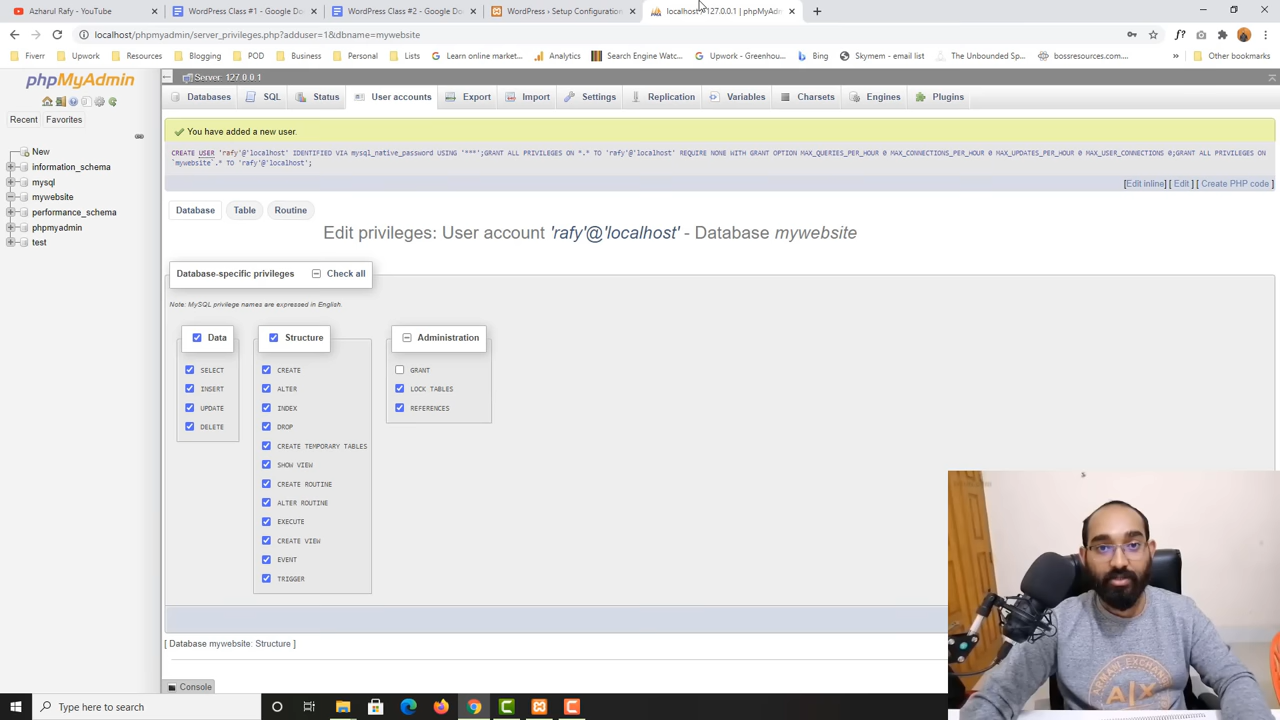 Azharul Rafy - YouTube
WordPress Class #1 - Google Do
WordPress Class #2 - Google Do
WordPress › Setup Configuration
localhost / 127.0.0.1 | phpMyAdm
localhost/phpmyadmin/server_privileges.php?adduser=1&dbname=mywebsite
Fiverr
Upwork
YouTube
Personal
Lists
Learn online market...
Analytics
Search Engine Watc...
Upwork - Greenhou...
Bing
Skymem - email list
POD
The Unbounded Sp...
bossresources.com...
Other bookmarks
phpMyAdmin
Server: 127.0.0.1
Databases
SQL
Status
User accounts
Export
Import
Settings
Replication
Variables
Charsets
Engines
Plugins
Recent
Favorites
New
information_schema
mysql
mywebsite
performance_schema
phpmyadmin
test
You have added a new user.
CREATE USER 'rafy'@'localhost' IDENTIFIED VIA mysql_native_password USING '***';GRANT ALL PRIVILEGES ON *.* TO 'rafy'@'localhost' REQUIRE NONE WITH GRANT OPTION MAX_QUERIES_PER_HOUR 0 MAX_CONNECTIONS_PER_HOUR 0 MAX_UPDATES_PER_HOUR 0 MAX_USER_CONNECTIONS 0;GRANT ALL PRIVILEGES ON
`mywebsite`.* TO 'rafy'@'localhost';
[Edit inline] [ Edit ] [ Create PHP code ]
Database
Table
Routine
Edit privileges: User account 'rafy'@'localhost' - Database mywebsite
Database-specific privileges
Check all
Note: MySQL privilege names are expressed in English.
Data
SELECT
INSERT
UPDATE
DELETE
Structure
CREATE
ALTER
INDEX
DROP
CREATE TEMPORARY TABLES
SHOW VIEW
CREATE ROUTINE
ALTER ROUTINE
EXECUTE
CREATE VIEW
EVENT
TRIGGER
Administration
GRANT
LOCK TABLES
REFERENCES
[ Database mywebsite: Structure ]
Console
Type here to search